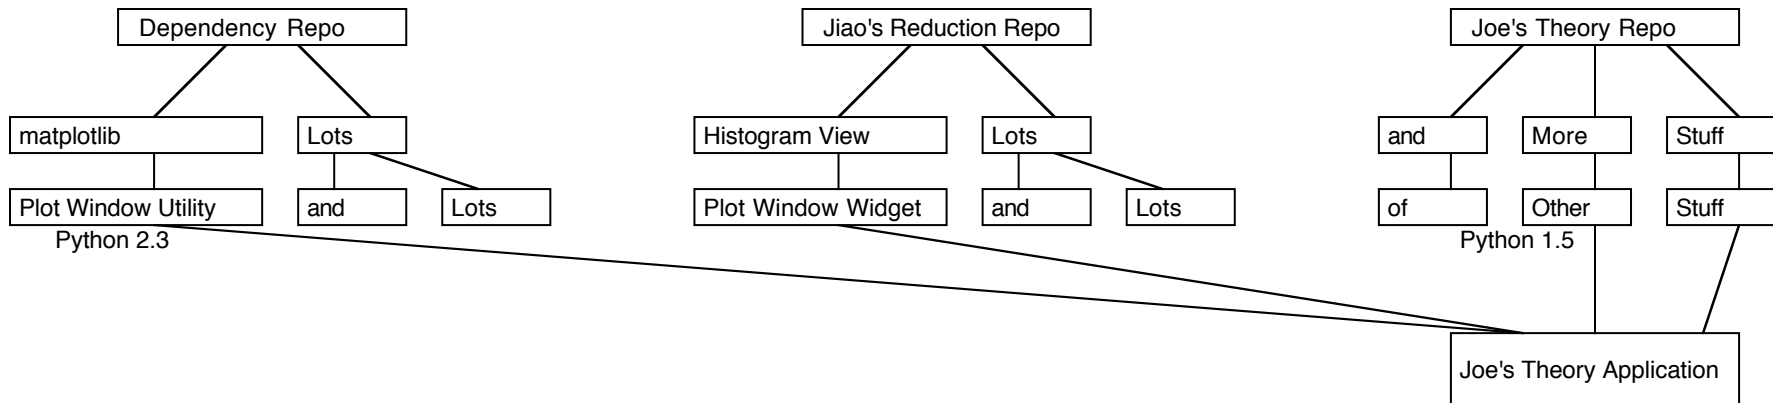 Dependency Repo
Jiao's Reduction Repo
Joe's Theory Repo
matplotlib
Lots
Histogram View
Lots
and
More
Stuff
Plot Window Utility
and
Lots
Plot Window Widget
and
Lots
of
Other
Stuff
Python 2.3
Python 1.5
Joe's Theory Application